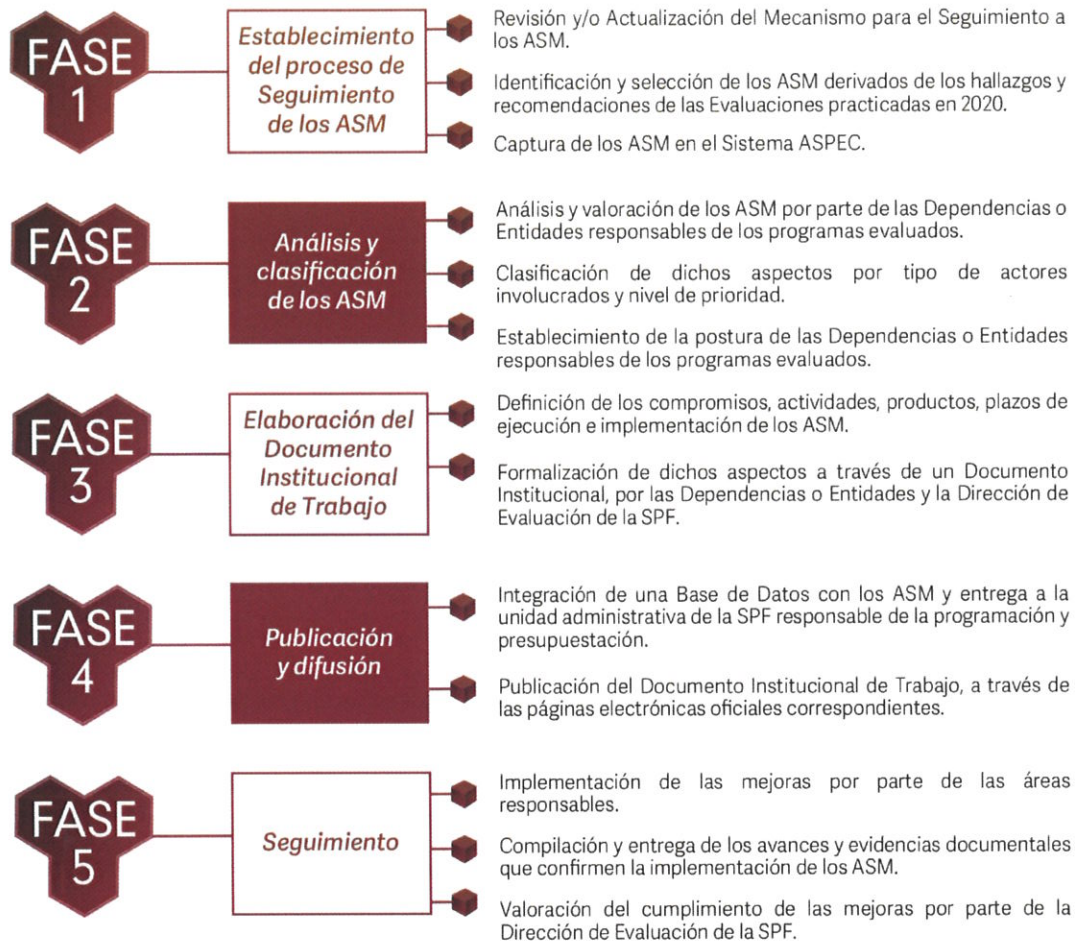 FASE
1
Establecimiento
del proceso de
Seguimiento
de los ASM
Revisión y/o Actualización del Mecanismo para el Seguimiento a
los ASM.
Identificación y selección de los ASM derivados de los hallazgos y
recomendaciones de las Evaluaciones practicadas en 2020.
Captura de los ASM en el Sistema ASPEC.
FASE
2
Análisis y
clasificación
de los ASM
Análisis y valoración de los ASM por parte de las Dependencias o
Entidades responsables de los programas evaluados.
Clasificación de dichos aspectos por tipo de actores
involucrados y nivel de prioridad.
Establecimiento de la postura de las Dependencias o Entidades
responsables de los programas evaluados.
FASE
3
Elaboración del
Documento
Institucional
de Trabajo
Definición de los compromisos, actividades, productos, plazos de
ejecución e implementación de los ASM.
Formalización de dichos aspectos a través de un Documento
Institucional, por las Dependencias o Entidades y la Dirección de
Evaluación de la SPF.
FASE
4
Publicación
y difusión
Integración de una Base de Datos con los ASM y entrega a la
unidad administrativa de la SPF responsable de la programación y
presupuestación.
Publicación del Documento Institucional de Trabajo, a través de
las páginas electrónicas oficiales correspondientes.
FASE
5
Seguimiento
Implementación de las mejoras por parte de las áreas
responsables.
Compilación y entrega de los avances y evidencias documentales
que confirmen la implementación de los ASM.
Valoración del cumplimiento de las mejoras por parte de la
Dirección de Evaluación de la SPF.